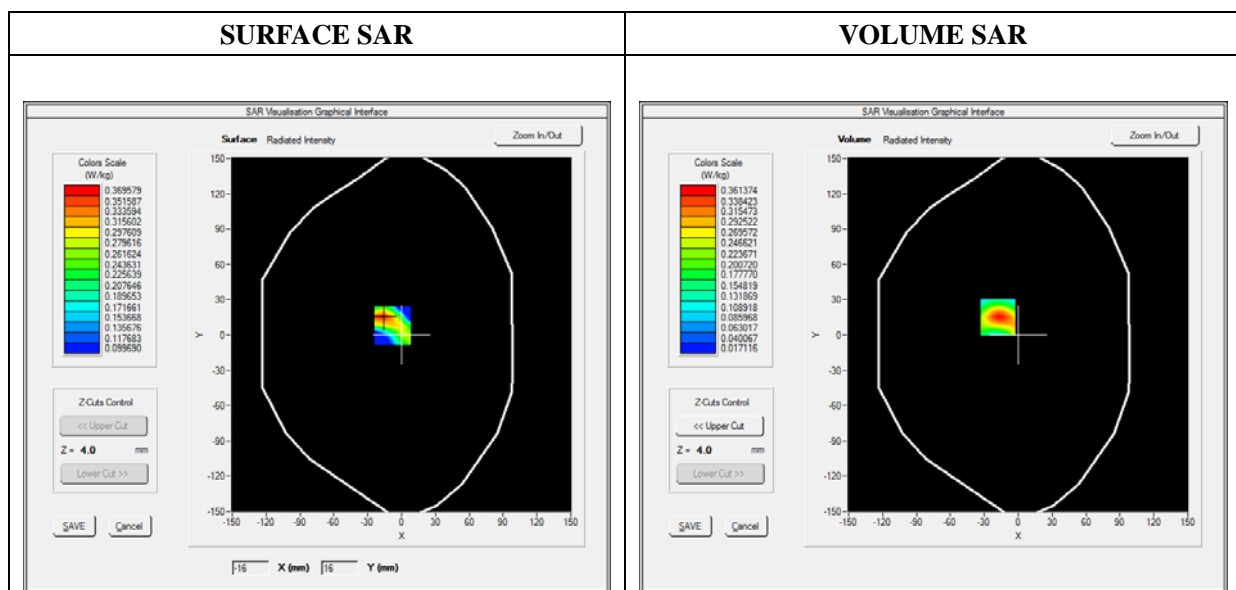 SURFACE SAR
VOLUME SAR
SAR Visualisation Graphical Interface
Surface Radiated Intensity
Zoom In/Out
Colors Scale
(W/kg)
0.369579
0.351587
0.333594
0.315602
0.297609
0.279616
0.261624
0.243631
0.225639
0.207646
0.189653
0.171661
0.153668
0.135676
0.117683
0.099690
Z-Cuts Control
<< Upper Cut
Z = 4.0 mm
Lower Cut >>
SAVE Cancel
150
120
90
60
30
0
-30
-60
-90
-120
-150
Y
-150 -120 -90 -60 -30 0 30 60 90 120 150
X
-16 X (mm) 16 Y (mm)
SAR Visualisation Graphical Interface
Volume Radiated Intensity
Zoom In/Out
Colors Scale
(W/kg)
0.361374
0.338423
0.315473
0.292522
0.269572
0.246621
0.223671
0.200720
0.177770
0.154819
0.131869
0.108918
0.085968
0.063017
0.040067
0.017116
Z-Cuts Control
<< Upper Cut
Z = 4.0 mm
Lower Cut >>
SAVE Cancel
150
120
90
60
30
0
-30
-60
-90
-120
-150
Y
-150 -120 -90 -60 -30 0 30 60 90 120 150
X